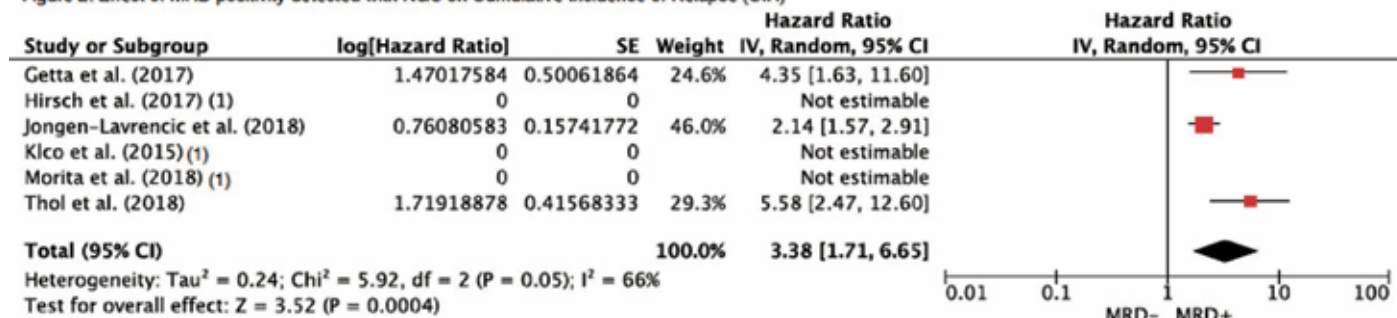 Hazard Ratio Hazard Ratio
Study or Subgroup log[Hazard Ratio] SE Weight IV, Random, 95% CI IV, Random, 95% CI
Getta et al. (2017) 1.47017584 0.50061864 24.6% 4.35 [1.63, 11.60]
Hirsch et al. (2017) (1) 0 0 Not estimable
Jongen-Lavrencic et al. (2018) 0.76080583 0.15741772 46.0% 2.14 [1.57, 2.91]
Klco et al. (2015) (1) 0 0 Not estimable
Morita et al. (2018) (1) 0 0 Not estimable
Thol et al. (2018) 1.71918878 0.41568333 29.3% 5.58 [2.47, 12.60]
Total (95% CI) 100.0% 3.38 [1.71, 6.65]
Heterogeneity: Tau² = 0.24; Chi² = 5.92, df = 2 (P = 0.05); I² = 66%
Test for overall effect: Z = 3.52 (P = 0.0004)
0.01 0.1 1 10 100
MRD- MRD+